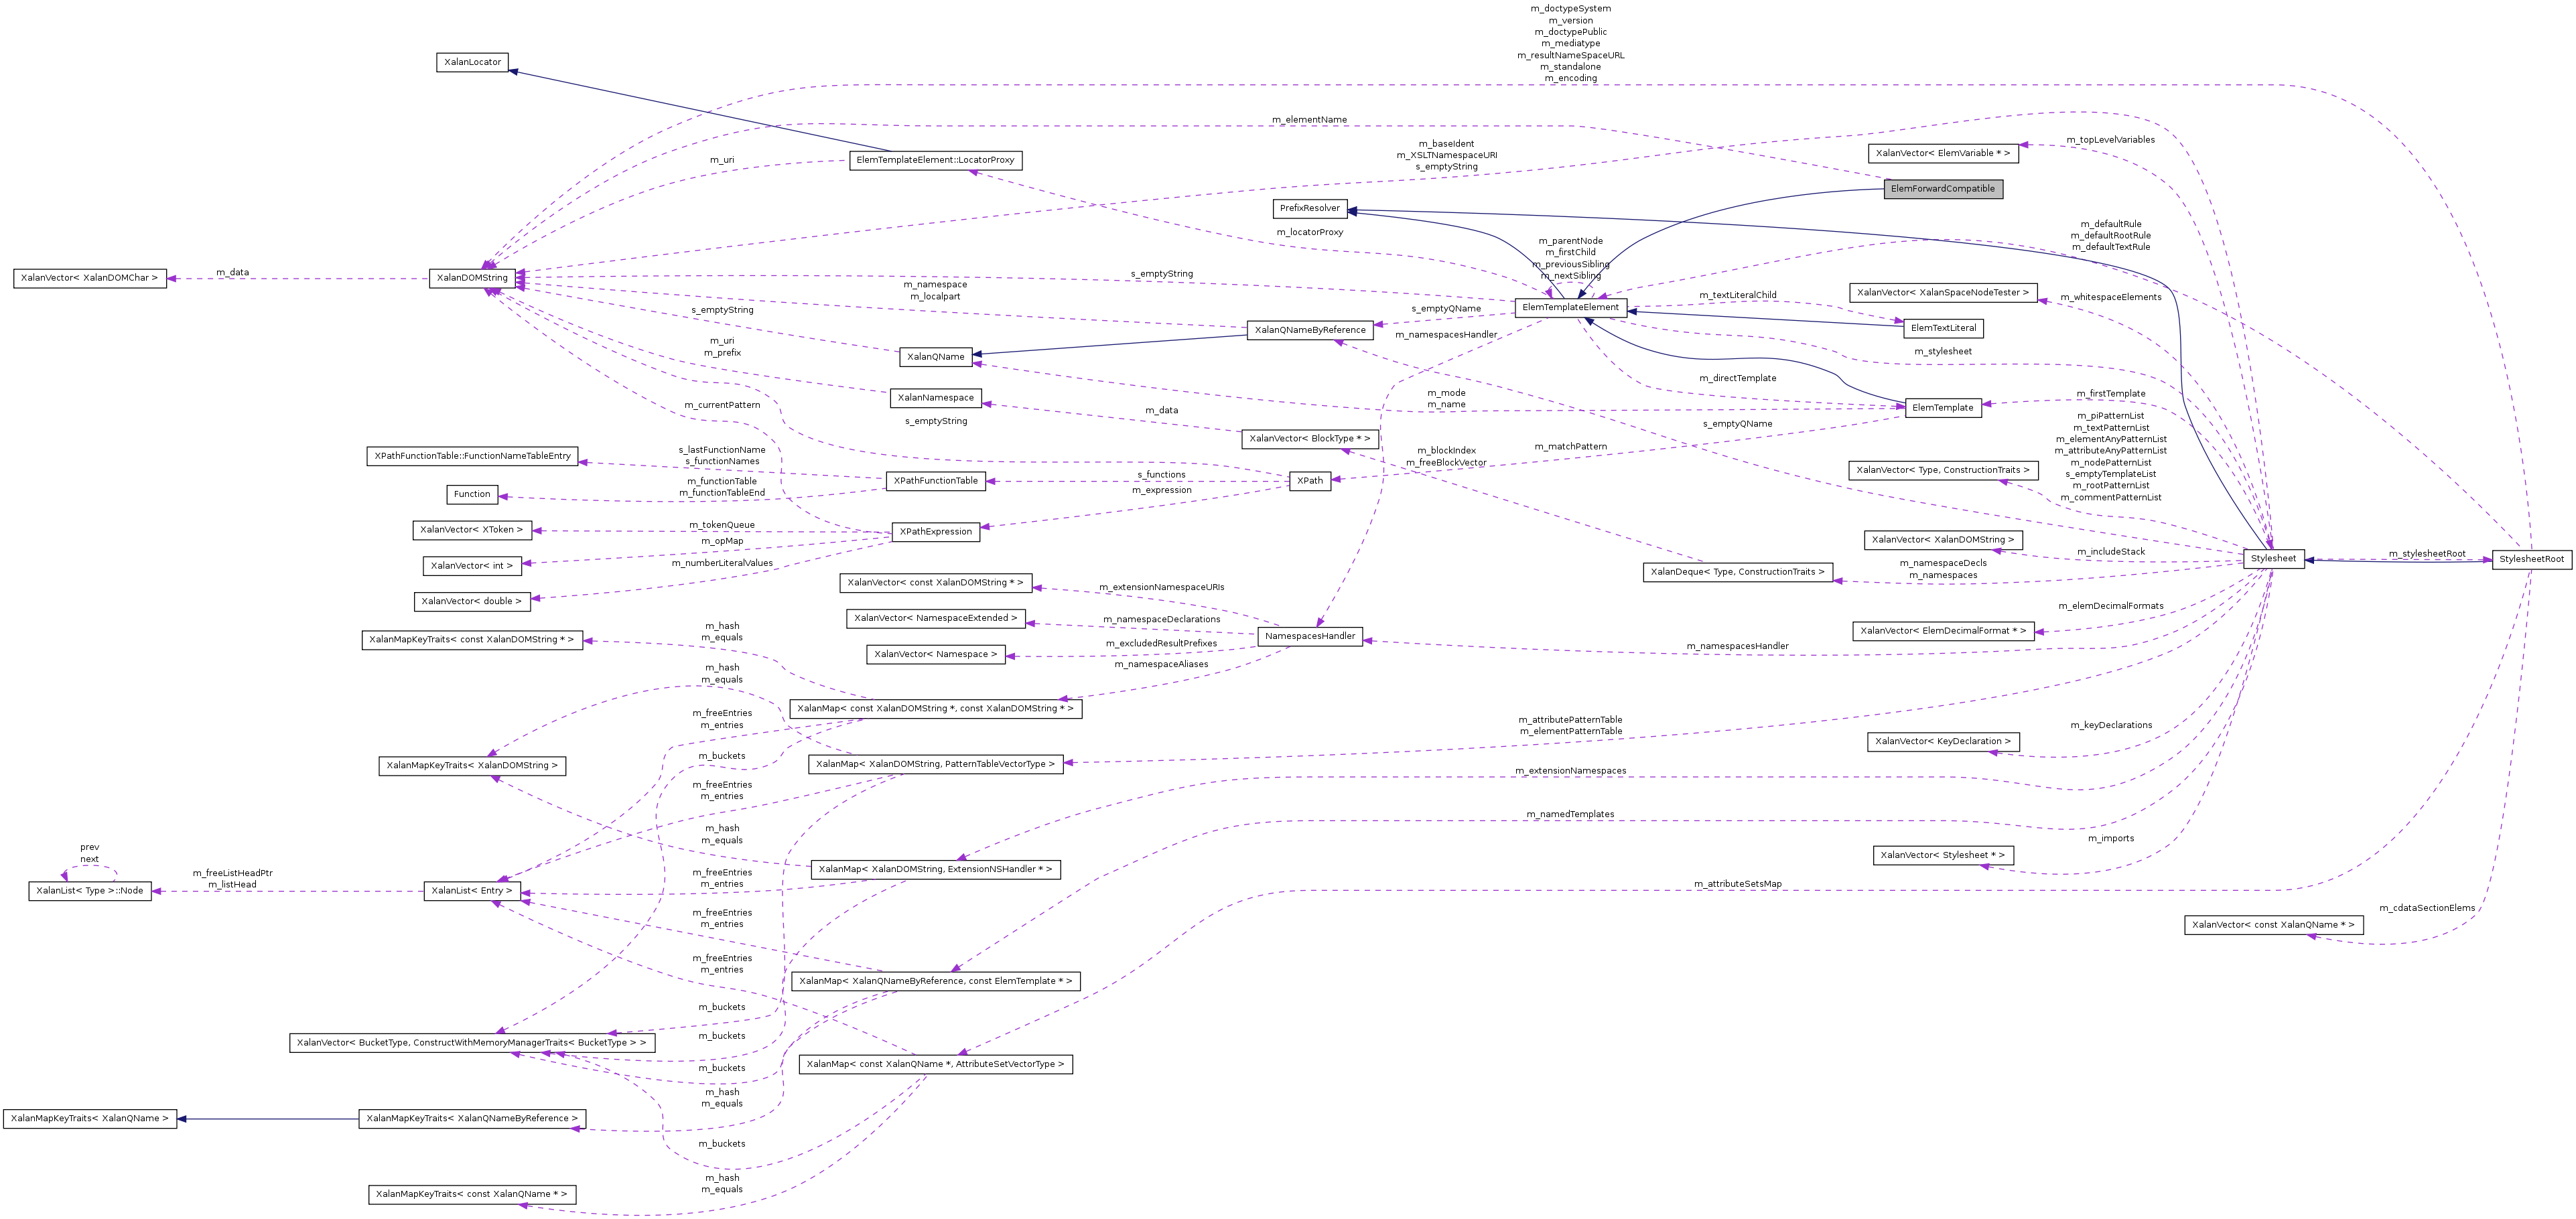 m_doctypeSystem
m_version
m_doctypePublic
m_mediatype
m_resultNameSpaceURL
m_standalone
m_encoding
XalanLocator
m_elementName
m_topLevelVariables
m_baseIdent
m_XSLTNamespaceURI
s_emptyString
XalanVector< ElemVariable * >
ElemTemplateElement::LocatorProxy
m_uri
ElemForwardCompatible
PrefixResolver
m_defaultRule
m_defaultRootRule
m_defaultTextRule
m_locatorProxy
m_parentNode
m_firstChild
m_previousSibling
m_nextSibling
XalanVector< XalanDOMChar >
m_data
XalanDOMString
s_emptyString
m_namespace
m_localpart
m_textLiteralChild
XalanVector< XalanSpaceNodeTester >
m_whitespaceElements
ElemTemplateElement
s_emptyString
s_emptyQName
XalanQNameByReference
ElemTextLiteral
m_namespacesHandler
m_uri
m_prefix
XalanQName
m_stylesheet
m_directTemplate
XalanNamespace
m_mode
m_name
m_firstTemplate
m_currentPattern
m_data
ElemTemplate
s_emptyString
s_emptyQName
m_piPatternList
m_textPatternList
m_elementAnyPatternList
m_attributeAnyPatternList
m_nodePatternList
s_emptyTemplateList
m_rootPatternList
m_commentPatternList
XalanVector< BlockType * >
m_matchPattern
XPathFunctionTable::FunctionNameTableEntry
s_lastFunctionName
s_functionNames
m_blockIndex
m_freeBlockVector
XalanVector< Type, ConstructionTraits >
s_functions
XPathFunctionTable
XPath
Function
m_functionTable
m_functionTableEnd
m_expression
XalanVector< XToken >
m_tokenQueue
XPathExpression
XalanVector< XalanDOMString >
m_opMap
m_includeStack
m_stylesheetRoot
Stylesheet
StylesheetRoot
XalanVector< int >
m_numberLiteralValues
m_namespaceDecls
m_namespaces
XalanDeque< Type, ConstructionTraits >
XalanVector< const XalanDOMString * >
m_extensionNamespaceURIs
XalanVector< double >
m_elemDecimalFormats
XalanVector< NamespaceExtended >
m_namespaceDeclarations
m_hash
m_equals
XalanVector< ElemDecimalFormat * >
NamespacesHandler
XalanMapKeyTraits< const XalanDOMString * >
m_excludedResultPrefixes
m_namespacesHandler
XalanVector< Namespace >
m_namespaceAliases
m_hash
m_equals
XalanMap< const XalanDOMString *, const XalanDOMString * >
m_freeEntries
m_entries
m_attributePatternTable
m_elementPatternTable
m_keyDeclarations
XalanVector< KeyDeclaration >
m_buckets
XalanMapKeyTraits< XalanDOMString >
XalanMap< XalanDOMString, PatternTableVectorType >
m_extensionNamespaces
m_freeEntries
m_entries
m_namedTemplates
m_hash
m_equals
m_imports
prev
next
XalanVector< Stylesheet * >
XalanMap< XalanDOMString, ExtensionNSHandler * >
m_freeListHeadPtr
m_listHead
m_freeEntries
m_entries
m_attributeSetsMap
XalanList< Type >::Node
XalanList< Entry >
m_cdataSectionElems
m_freeEntries
m_entries
XalanVector< const XalanQName * >
m_freeEntries
m_entries
XalanMap< XalanQNameByReference, const ElemTemplate * >
m_buckets
m_buckets
XalanVector< BucketType, ConstructWithMemoryManagerTraits< BucketType > >
m_buckets
XalanMap< const XalanQName *, AttributeSetVectorType >
m_hash
m_equals
XalanMapKeyTraits< XalanQName >
XalanMapKeyTraits< XalanQNameByReference >
m_buckets
m_hash
m_equals
XalanMapKeyTraits< const XalanQName * >